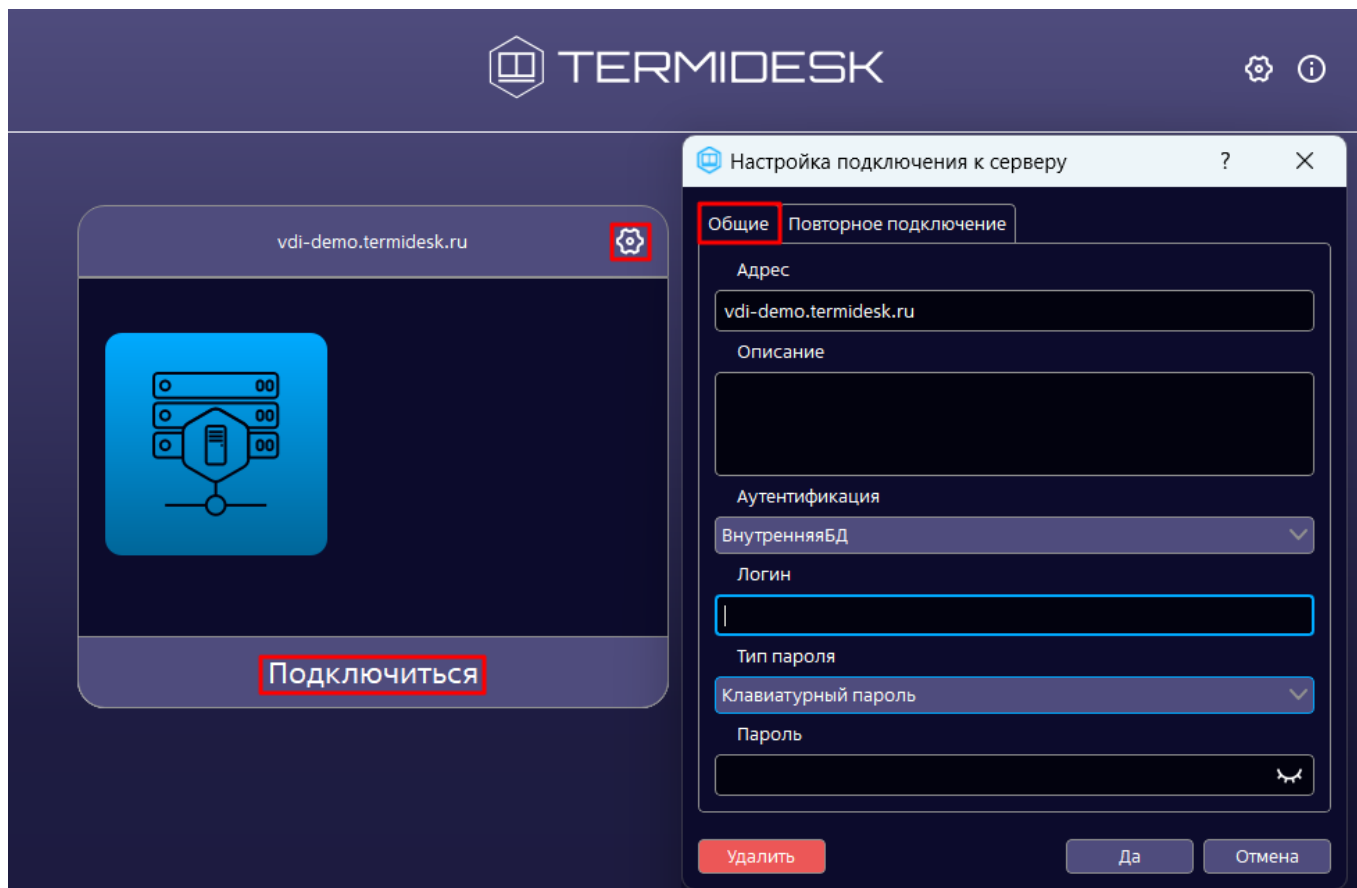 TERMIDESK
vdi-demo.termidesk.ru
Подключиться
Настройка подключения к серверу ?
Общие Повторное подключение
Адрес
vdi-demo.termidesk.ru
Описание
Аутентификация
ВнутренняяБД
Логин
Тип пароля
Клавиатурный пароль
Пароль
Удалить Да Отмена